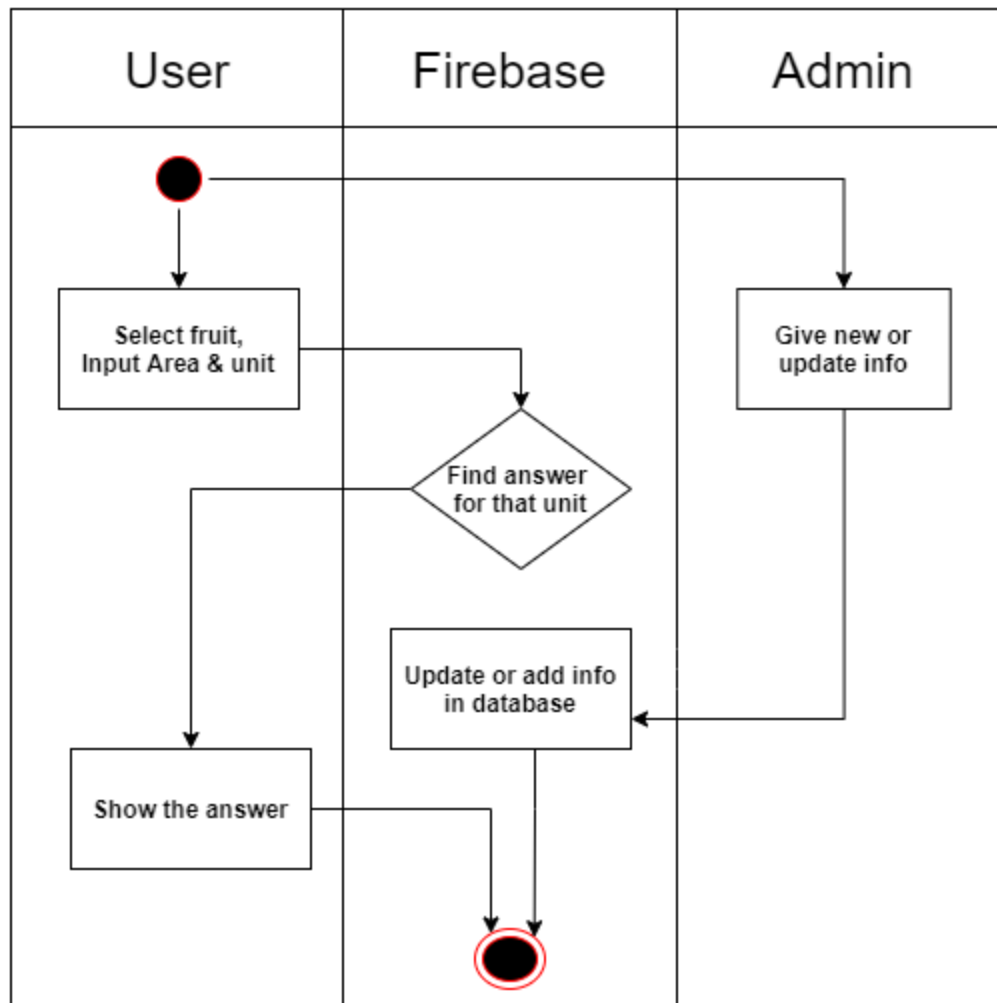 User
Firebase
Admin
Select fruit,
Input Area & unit
Give new or
update info
Find answer
for that unit
Update or add info
in database
Show the answer